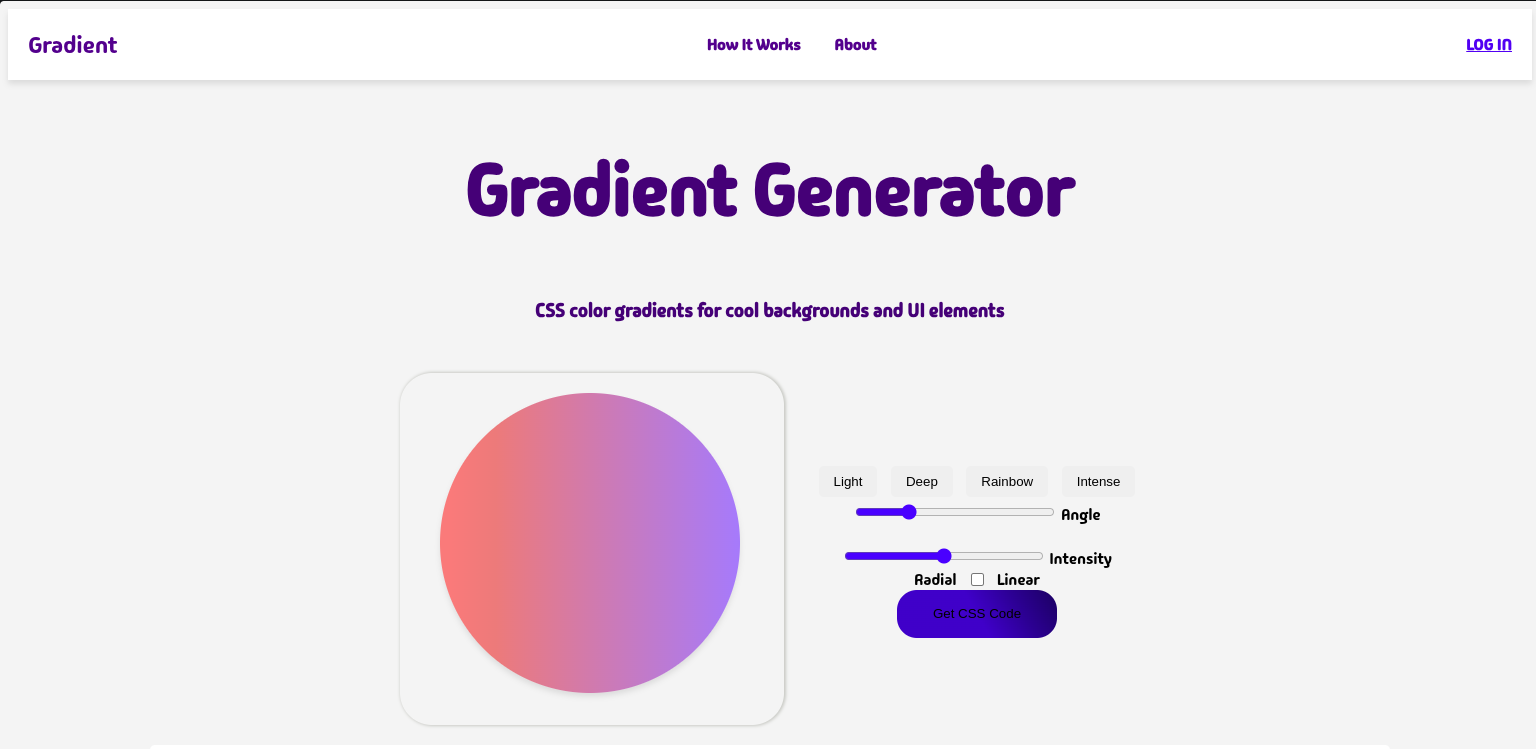 Gradient
How It Works
About
LOG IN
Gradient Generator
CSS color gradients for cool backgrounds and UI elements
Light
Deep
Rainbow
Intense
Angle
Intensity
Radial
Linear
Get CSS Code